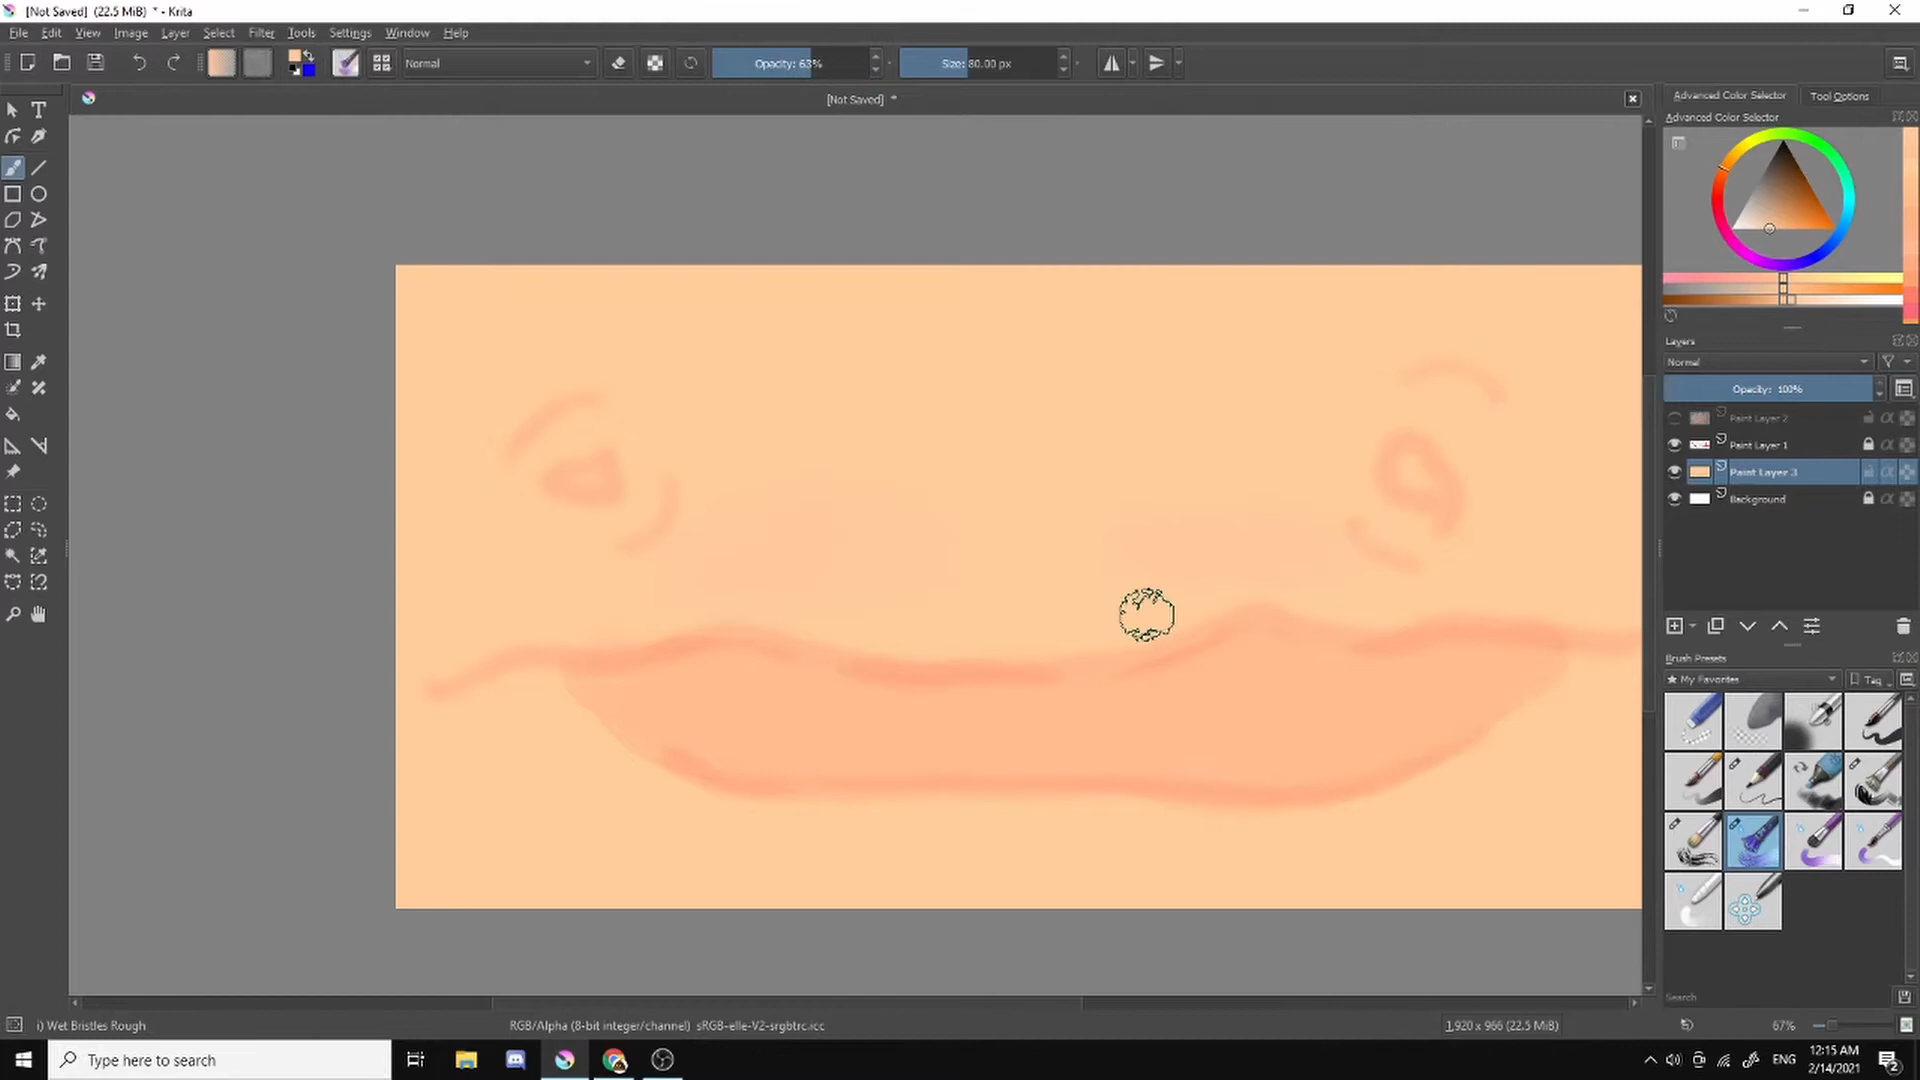 [Not Saved] (22.5 MiB) * - Krita
File Edit View Image Layer Select Filter Tools Settings Window Help
Normal
Opacity: 63%
Size: 80.00 px
[Not Saved] *
Advanced Color Selector
Tool Options
Advanced Color Selector
Layers
Normal
Opacity: 100%
Paint Layer 2
Paint Layer 1
Paint Layer 3
Background
Brush Presets
★ My Favorites
Tag
Search
i) Wet Bristles Rough
RGB/Alpha (8-bit integer/channel) sRGB-elle-V2-srgbtrc.icc
1,920 x 966 (22.5 MiB)
67%
Type here to search
ENG
12:15 AM
2/14/2021
2